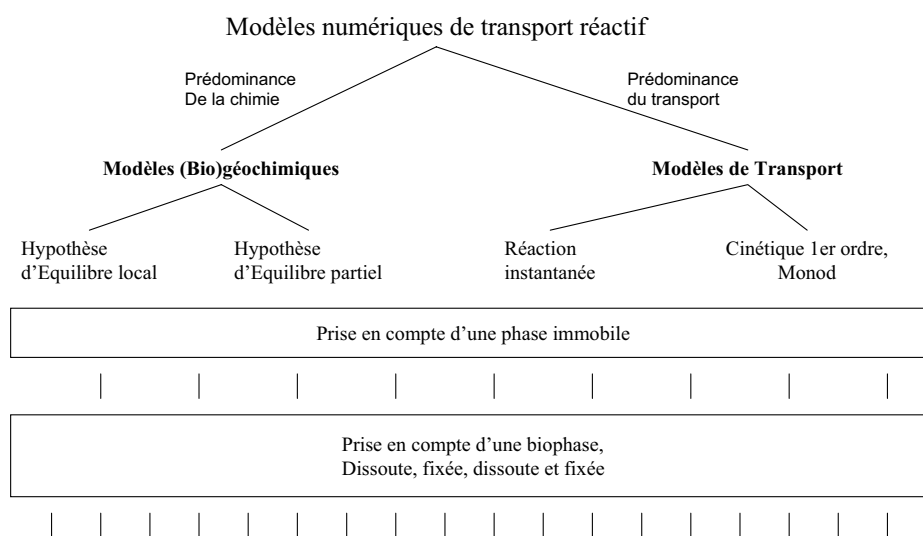 Modèles numériques de transport réactif
Prédominance
De la chimie
Prédominance
du transport
Modèles (Bio)géochimiques
Modèles de Transport
Hypothèse
d’Equilibre local
Hypothèse
d’Equilibre partiel
Réaction
instantanée
Cinétique 1er ordre,
Monod
Prise en compte d’une phase immobile
Prise en compte d’une biophase,
Dissoute, fixée, dissoute et fixée